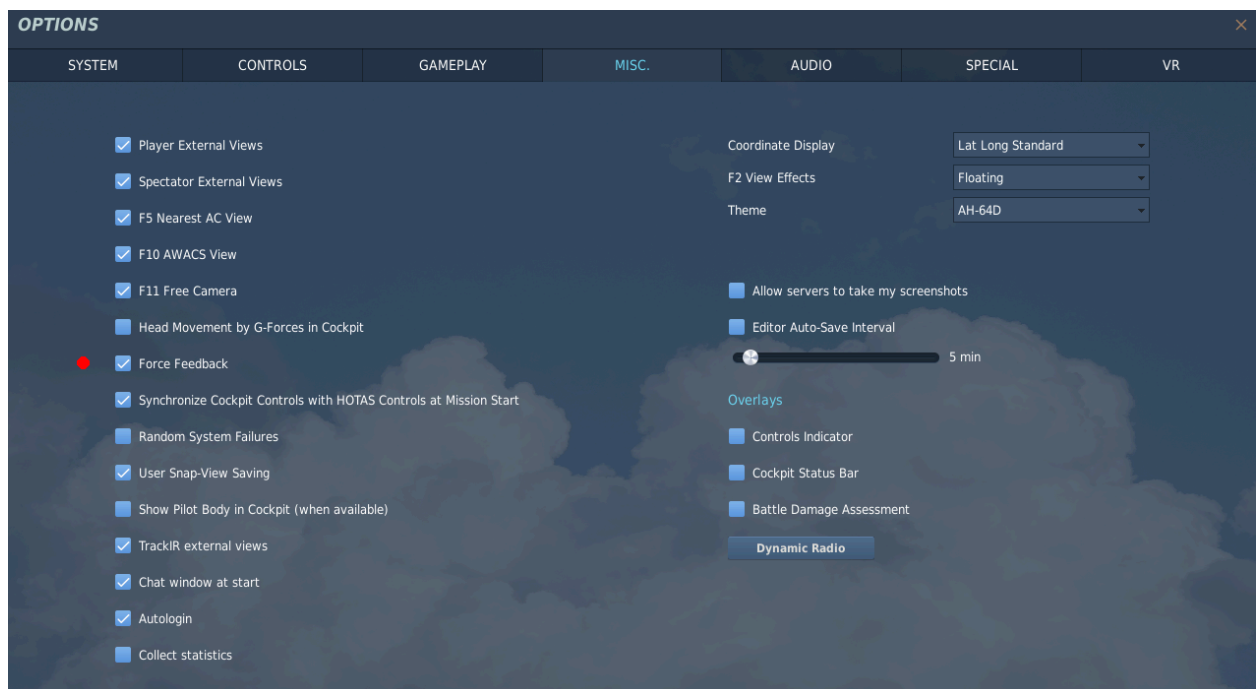 OPTIONS
SYSTEM CONTROLS GAMEPLAY MISC. AUDIO SPECIAL VR
Player External Views
Spectator External Views
F5 Nearest AC View
F10 AWACS View
F11 Free Camera
Head Movement by G-Forces in Cockpit
Force Feedback
Synchronize Cockpit Controls with HOTAS Controls at Mission Start
Random System Failures
User Snap-View Saving
Show Pilot Body in Cockpit (when available)
TrackIR external views
Chat window at start
Autologin
Collect statistics
Coordinate Display Lat Long Standard
F2 View Effects Floating
Theme AH-64D
Allow servers to take my screenshots
Editor Auto-Save Interval
5 min
Overlays
Controls Indicator
Cockpit Status Bar
Battle Damage Assessment
Dynamic Radio